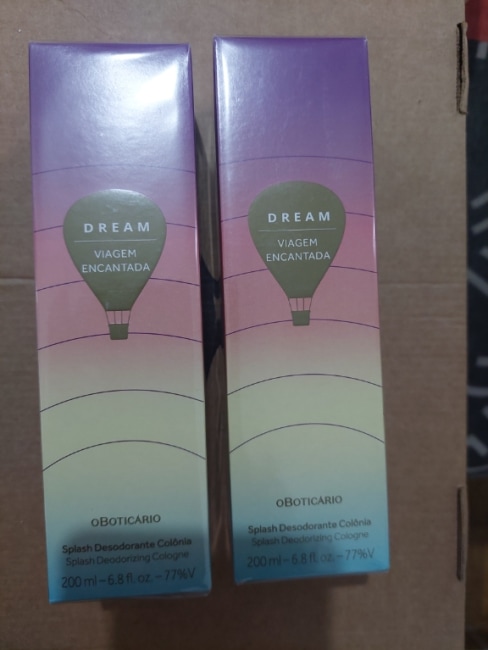 DREAM
VIAGEM
ENCANTADA
oBOTICÁRIO
Splash Desodorante Colônia
Splash Deodorizing Cologne
200 ml – 6.8 fl. oz. – 77%V
DREAM
VIAGEM
ENCANTADA
oBOTICÁRIO
Splash Desodorante Colônia
Splash Deodorizing Cologne
200 ml – 6.8 fl. oz. – 77%V